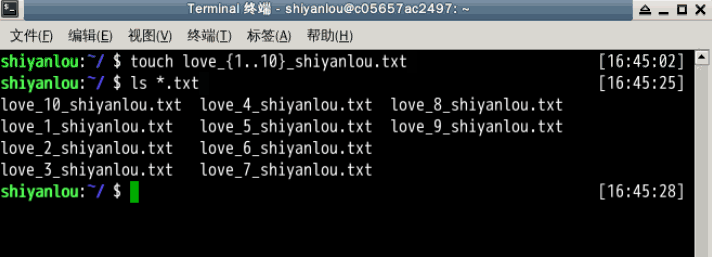 Terminal 终端 - shiyanlou@c05657ac2497: ~
文件(F) 编辑(E) 视图(V) 终端(T) 标签(A) 帮助(H)
shiyanlou:~/ $ touch love_{1..10}_shiyanlou.txt [16:45:02]
shiyanlou:~/ $ ls *.txt [16:45:25]
love_10_shiyanlou.txt love_4_shiyanlou.txt love_8_shiyanlou.txt
love_1_shiyanlou.txt love_5_shiyanlou.txt love_9_shiyanlou.txt
love_2_shiyanlou.txt love_6_shiyanlou.txt
love_3_shiyanlou.txt love_7_shiyanlou.txt
shiyanlou:~/ $ [16:45:28]